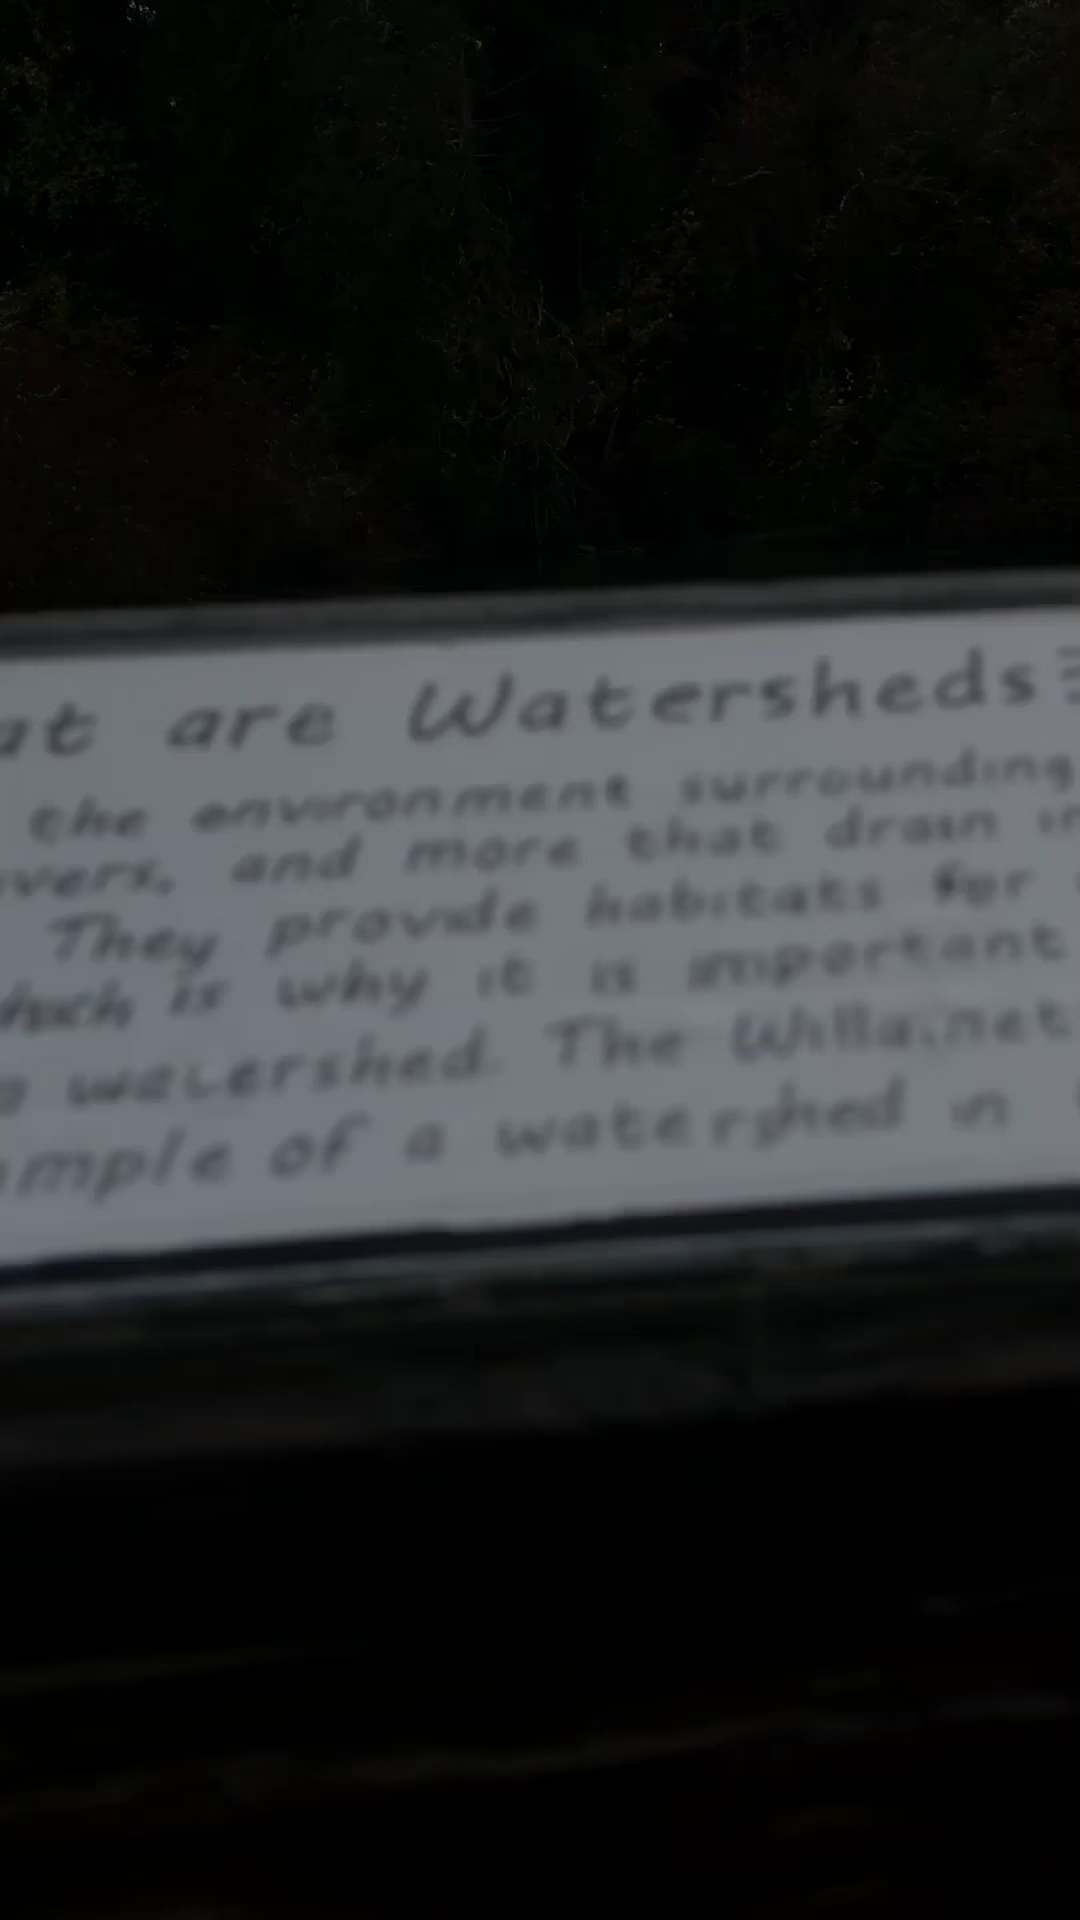 at are Watersheds?
the environment surrounding
vers, and more that drain in
They provide habitats for
which is why it is important
a watershed. The Willamet
ample of a watershed in